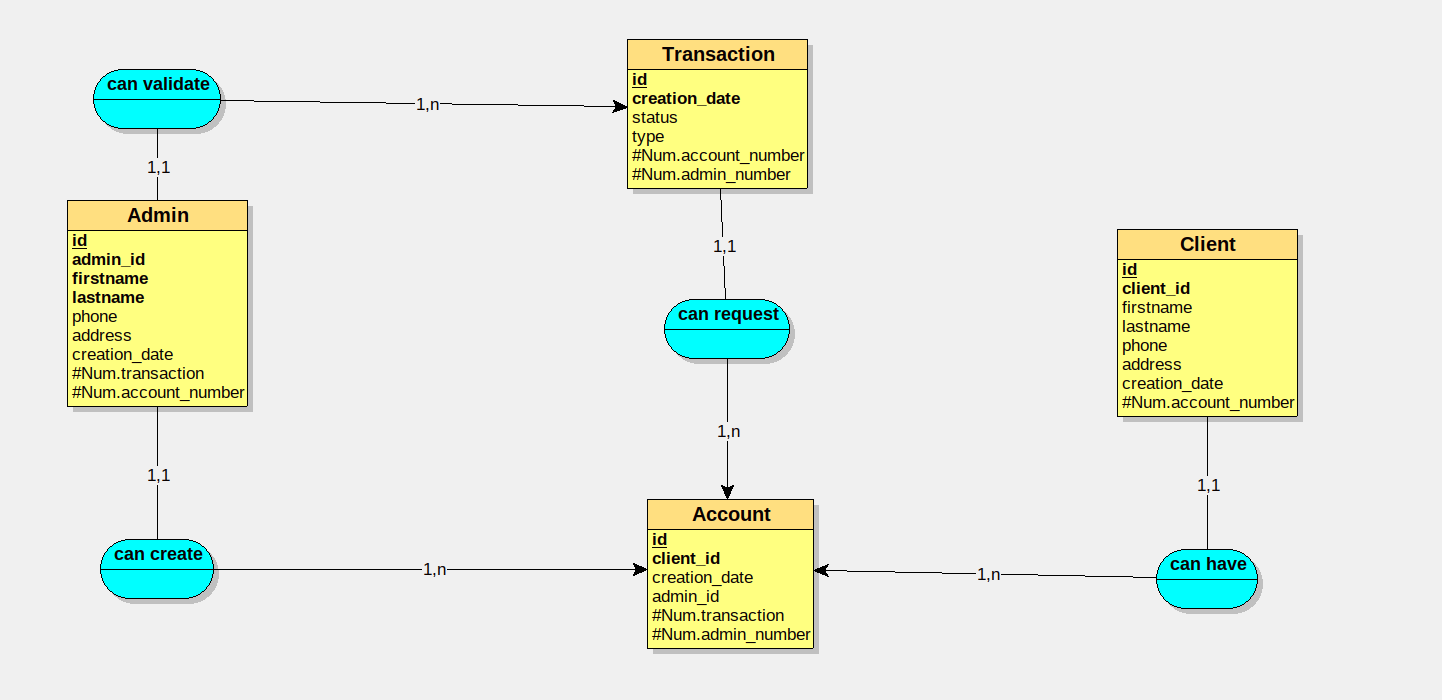 can validate
1,n
1,1
Transaction
id
creation_date
status
type
#Num.account_number
#Num.admin_number
Admin
id
admin_id
firstname
lastname
phone
address
creation_date
#Num.transaction
#Num.account_number
1,1
can request
1,n
Client
id
client_id
firstname
lastname
phone
address
creation_date
#Num.account_number
1,1
can create
1,n
Account
id
client_id
creation_date
admin_id
#Num.transaction
#Num.admin_number
1,1
can have
1,n